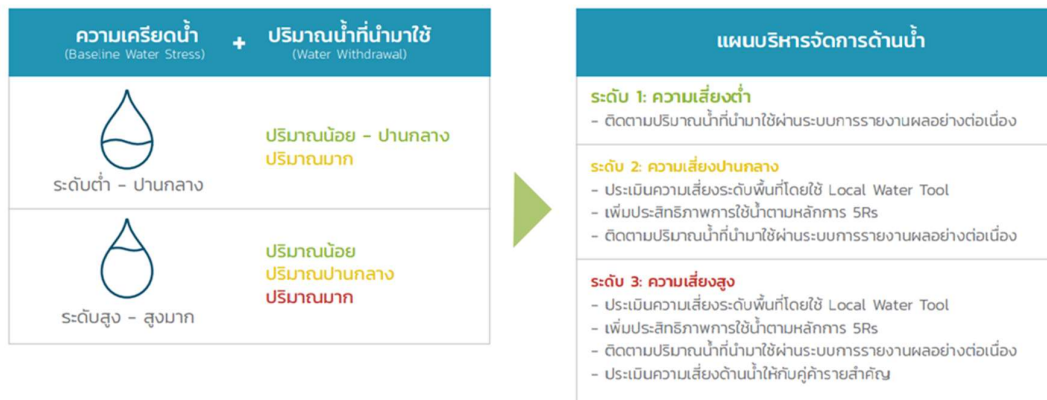 ความเครียดน้ำ + ปริมาณน้ำที่นำมาใช้
(Baseline Water Stress) (Water Withdrawal)
ระดับต่ำ - ปานกลาง
ปริมาณน้อย - ปานกลาง
ปริมาณมาก
ระดับสูง - สูงมาก
ปริมาณน้อย
ปริมาณปานกลาง
ปริมาณมาก
แผนบริหารจัดการด้านน้ำ
ระดับ 1: ความเสี่ยงต่ำ
- ติดตามปริมาณน้ำที่นำมาใช้ผ่านระบบการรายงานผลอย่างต่อเนื่อง
ระดับ 2: ความเสี่ยงปานกลาง
- ประเมินความเสี่ยงระดับพื้นที่โดยใช้ Local Water Tool
- เพิ่มประสิทธิภาพการใช้น้ำตามหลักการ 5Rs
- ติดตามปริมาณน้ำที่นำมาใช้ผ่านระบบการรายงานผลอย่างต่อเนื่อง
ระดับ 3: ความเสี่ยงสูง
- ประเมินความเสี่ยงระดับพื้นที่โดยใช้ Local Water Tool
- เพิ่มประสิทธิภาพการใช้น้ำตามหลักการ 5Rs
- ติดตามปริมาณน้ำที่นำมาใช้ผ่านระบบการรายงานผลอย่างต่อเนื่อง
- ประเมินความเสี่ยงด้านน้ำให้กับคู่ค้ารายสำคัญ